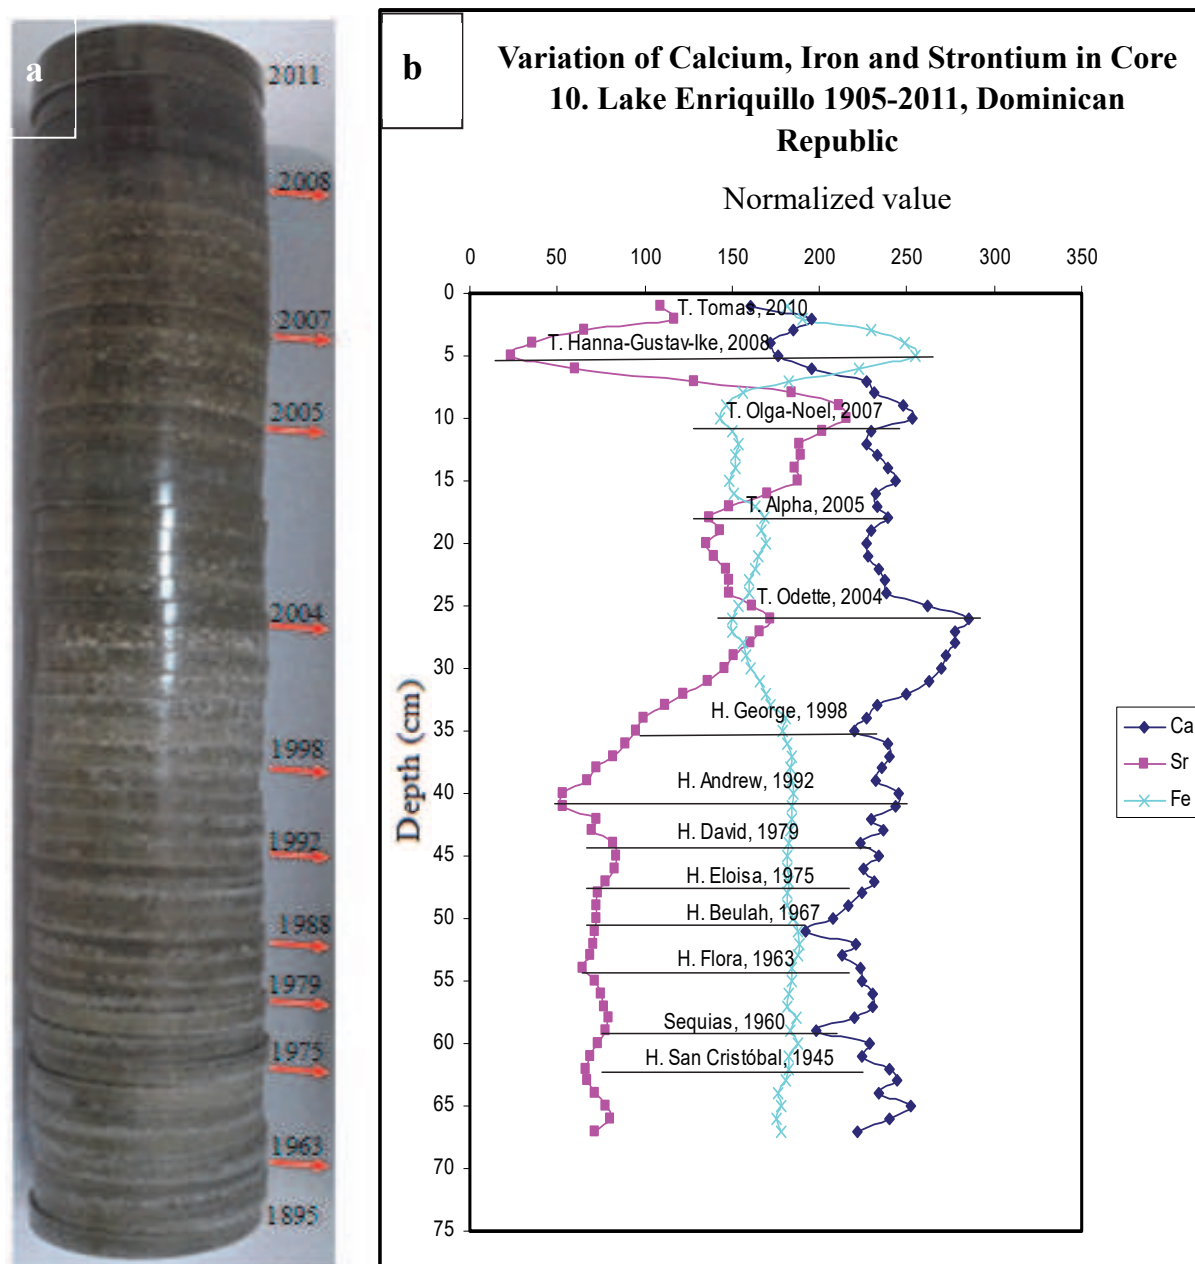 a
2011
2008
2007
2005
2004
1998
1992
1988
1979
1975
1963
1895
b
Variation of Calcium, Iron and Strontium in Core
10. Lake Enriquillo 1905-2011, Dominican
Republic
Normalized value
0 50 100 150 200 250 300 350
0
5
10
15
20
25
30
35
40
45
50
55
60
65
70
75
Depth (cm)
T. Tomas, 2010
T. Hanna-Gustav-Ike, 2008
T. Olga-Noel, 2007
T. Alpha, 2005
T. Odette, 2004
H. George, 1998
H. Andrew, 1992
H. David, 1979
H. Eloisa, 1975
H. Beulah, 1967
H. Flora, 1963
Sequias, 1960
H. San Cristóbal, 1945
Ca
Sr
Fe